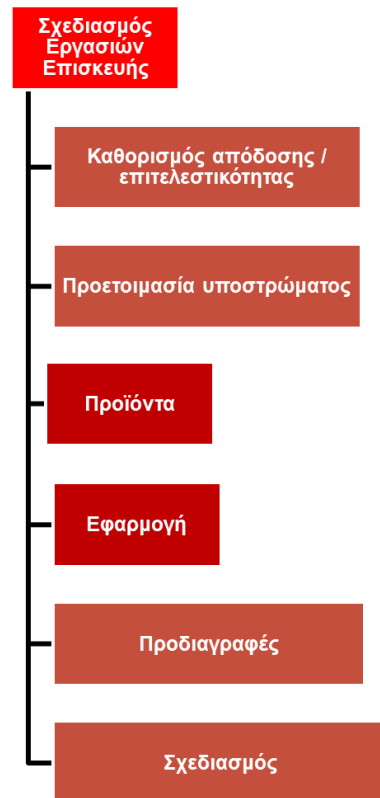 Σχεδιασμός
Εργασιών
Επισκευής
Καθορισμός απόδοσης /
επιτελεστικότητας
Προετοιμασία υποστρώματος
Προϊόντα
Εφαρμογή
Προδιαγραφές
Σχεδιασμός